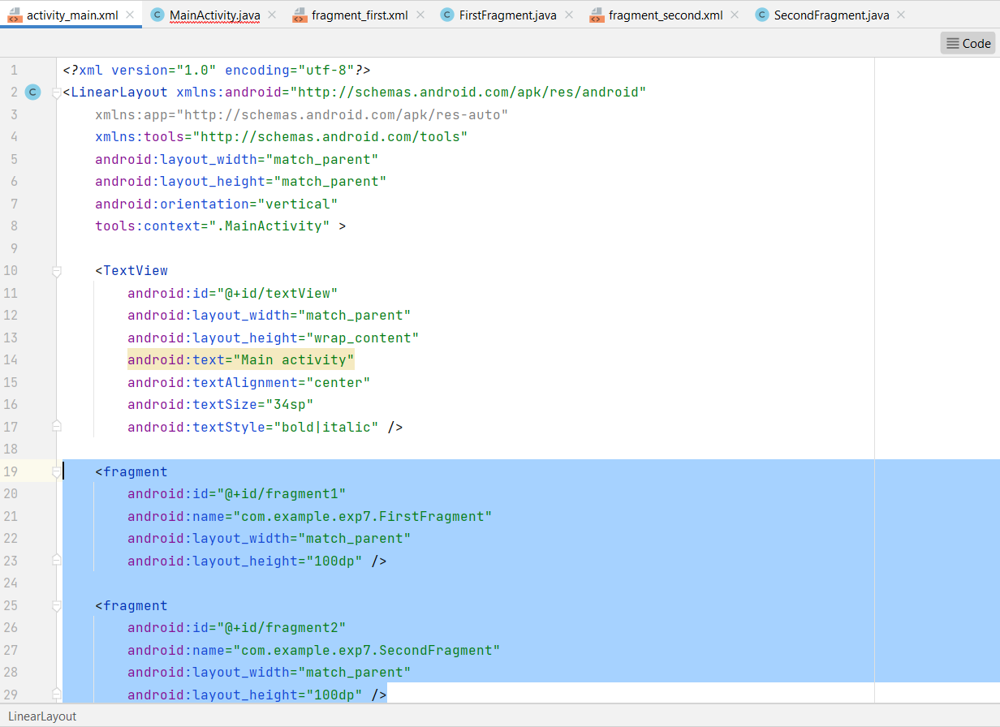 activity_main.xml MainActivity.java fragment_first.xml FirstFragment.java fragment_second.xml SecondFragment.java
Code
1 <?xml version="1.0" encoding="utf-8"?>
2 C <LinearLayout xmlns:android="http://schemas.android.com/apk/res/android"
3 xmlns:app="http://schemas.android.com/apk/res-auto"
4 xmlns:tools="http://schemas.android.com/tools"
5 android:layout_width="match_parent"
6 android:layout_height="match_parent"
7 android:orientation="vertical"
8 tools:context=".MainActivity" >
9
10 <TextView
11 android:id="@+id/textView"
12 android:layout_width="match_parent"
13 android:layout_height="wrap_content"
14 android:text="Main activity"
15 android:textAlignment="center"
16 android:textSize="34sp"
17 android:textStyle="bold|italic" />
18
19 <fragment
20 android:id="@+id/fragment1"
21 android:name="com.example.exp7.FirstFragment"
22 android:layout_width="match_parent"
23 android:layout_height="100dp" />
24
25 <fragment
26 android:id="@+id/fragment2"
27 android:name="com.example.exp7.SecondFragment"
28 android:layout_width="match_parent"
29 android:layout_height="100dp" />
LinearLayout